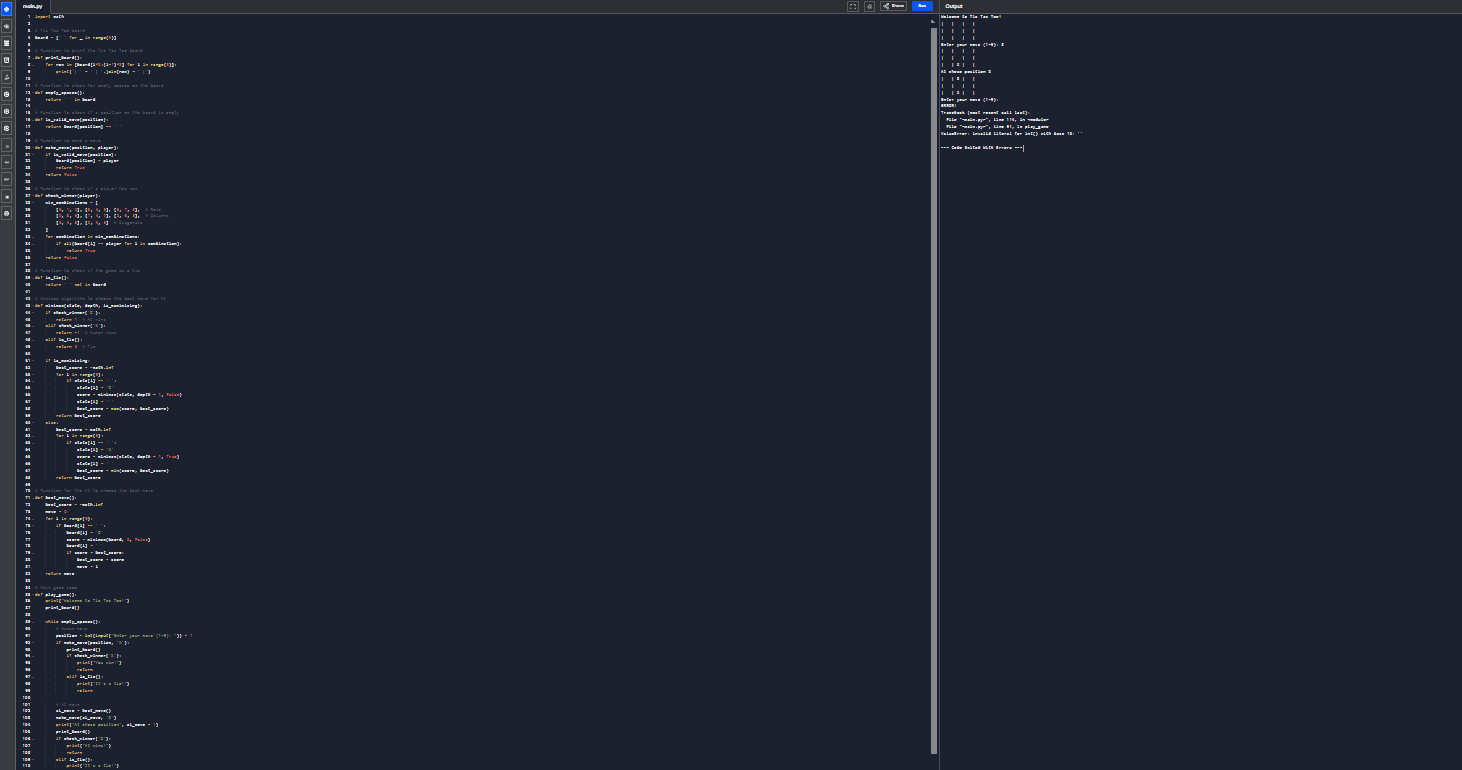 main.py
Share
Run
Output
import math
# Tic Tac Toe board
board = [' ' for _ in range(9)]
# Function to print the Tic Tac Toe board
def print_board():
for row in [board[i*3:(i+1)*3] for i in range(3)]:
print('| ' + ' | '.join(row) + ' |')
# Function to check for empty spaces on the board
def empty_spaces():
return ' ' in board
# Function to check if a position on the board is empty
def is_valid_move(position):
return board[position] == ' '
# Function to make a move
def make_move(position, player):
if is_valid_move(position):
board[position] = player
return True
return False
# Function to check if a player has won
def check_winner(player):
win_combinations = [
[0, 1, 2], [3, 4, 5], [6, 7, 8], # Rows
[0, 3, 6], [1, 4, 7], [2, 5, 8], # Columns
[0, 4, 8], [2, 4, 6] # Diagonals
]
for combination in win_combinations:
if all(board[i] == player for i in combination):
return True
return False
# Function to check if the game is a tie
def is_tie():
return ' ' not in board
# Minimax algorithm to choose the best move for AI
def minimax(state, depth, is_maximizing):
if check_winner('O'):
return 1 # AI wins
elif check_winner('X'):
return -1 # Human wins
elif is_tie():
return 0 # Tie
if is_maximizing:
best_score = -math.inf
for i in range(9):
if state[i] == ' ':
state[i] = 'O'
score = minimax(state, depth + 1, False)
state[i] = ' '
best_score = max(score, best_score)
return best_score
else:
best_score = math.inf
for i in range(9):
if state[i] == ' ':
state[i] = 'X'
score = minimax(state, depth + 1, True)
state[i] = ' '
best_score = min(score, best_score)
return best_score
# Function for the AI to choose the best move
def best_move():
best_score = -math.inf
move = 0
for i in range(9):
if board[i] == ' ':
board[i] = 'O'
score = minimax(board, 0, False)
board[i] = ' '
if score > best_score:
best_score = score
move = i
return move
# Main game loop
def play_game():
print("Welcome to Tic Tac Toe!")
print_board()
while empty_spaces():
# Human move
position = int(input("Enter your move (1-9): ")) - 1
if make_move(position, 'X'):
print_board()
if check_winner('X'):
print("You win!")
return
elif is_tie():
print("It's a tie!")
return
# AI move
ai_move = best_move()
make_move(ai_move, 'O')
print("AI chose position", ai_move + 1)
print_board()
if check_winner('O'):
print("AI wins!")
return
elif is_tie():
print("It's a tie!")
Welcome to Tic Tac Toe!
| | | |
| | | |
| | | |
Enter your move (1-9):
AI chose position
Enter your move (1-9):
ERROR!
Traceback (most recent call last):
File "<main.py>", line 114, in <module>
File "<main.py>", line 91, in play_game
ValueError: invalid literal for int() with base 10: ''
=== Code Exited With Errors ===